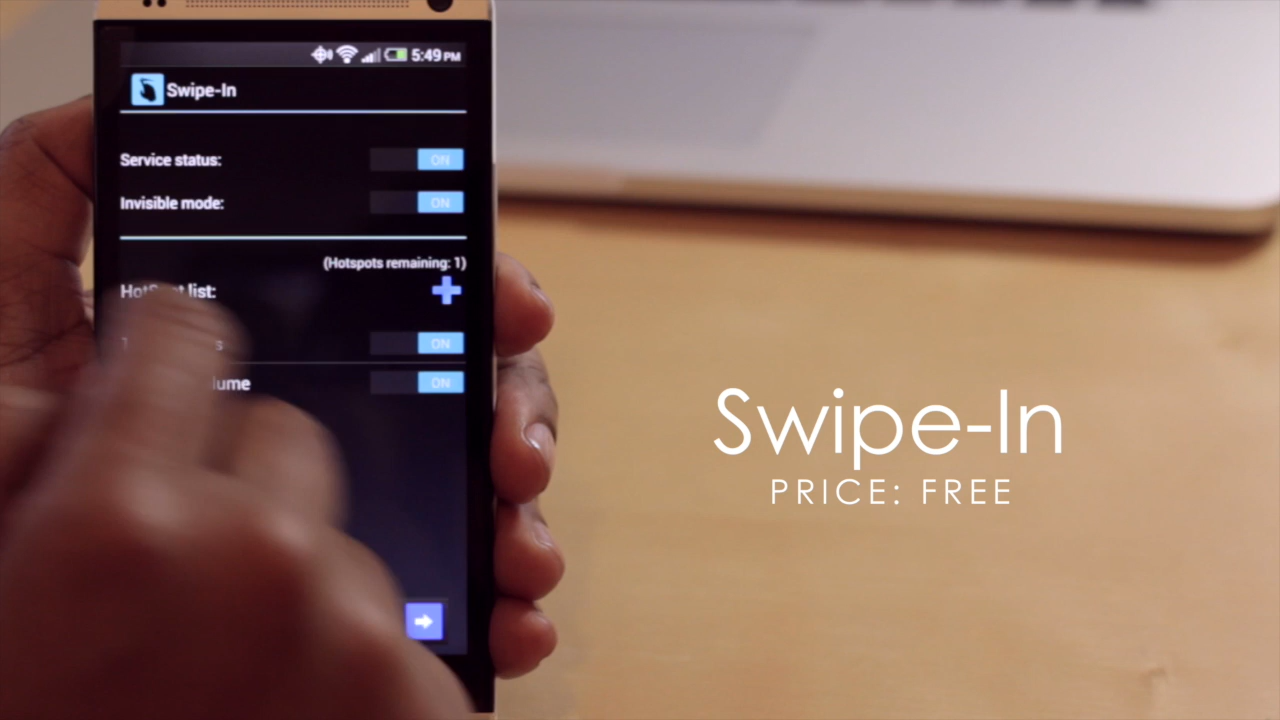 5:49 PM
Swipe-In
Service status: ON
Invisible mode: ON
(Hotspots remaining: 1)
list:
ON
ON
Swipe-In
PRICE: FREE